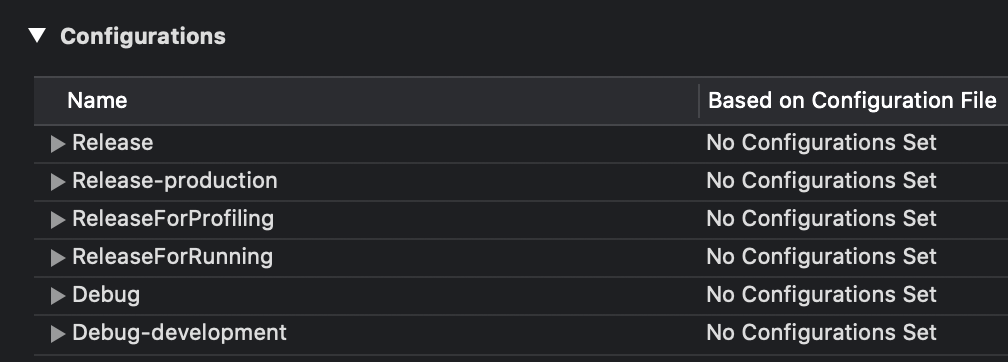 Configurations
Name Based on Configuration File
Release No Configurations Set
Release-production No Configurations Set
ReleaseForProfiling No Configurations Set
ReleaseForRunning No Configurations Set
Debug No Configurations Set
Debug-development No Configurations Set